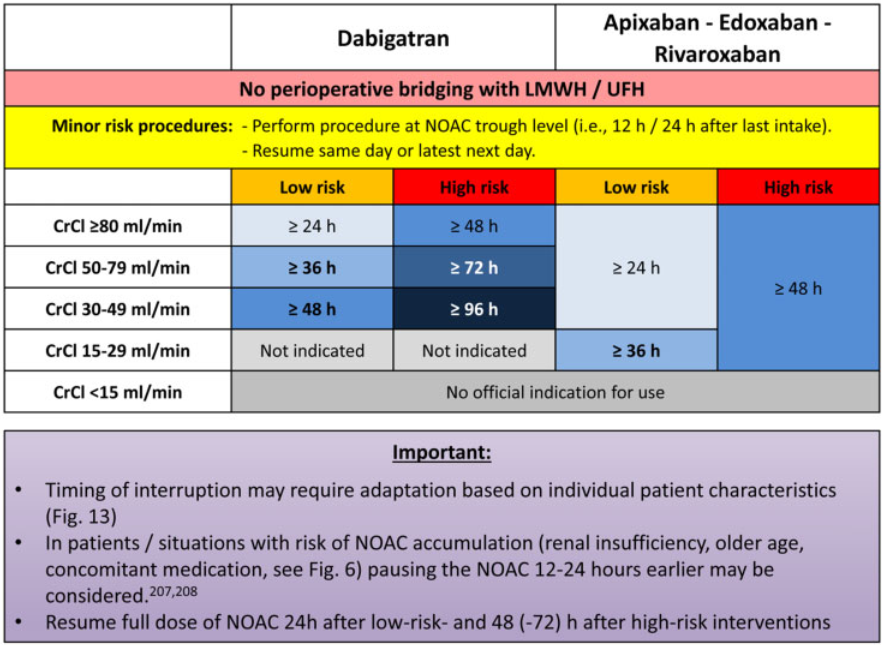 Dabigatran
Apixaban - Edoxaban -
Rivaroxaban
No perioperative bridging with LMWH / UFH
Minor risk procedures: - Perform procedure at NOAC trough level (i.e., 12 h / 24 h after last intake).
- Resume same day or latest next day.
Low risk High risk Low risk High risk
CrCl ≥80 ml/min ≥ 24 h ≥ 48 h
CrCl 50-79 ml/min ≥ 36 h ≥ 72 h ≥ 24 h
≥ 48 h
CrCl 30-49 ml/min ≥ 48 h ≥ 96 h
CrCl 15-29 ml/min Not indicated Not indicated ≥ 36 h
CrCl <15 ml/min No official indication for use
Important:
• Timing of interruption may require adaptation based on individual patient characteristics
(Fig. 13)
• In patients / situations with risk of NOAC accumulation (renal insufficiency, older age,
concomitant medication, see Fig. 6) pausing the NOAC 12-24 hours earlier may be
considered.207,208
• Resume full dose of NOAC 24h after low-risk- and 48 (-72) h after high-risk interventions